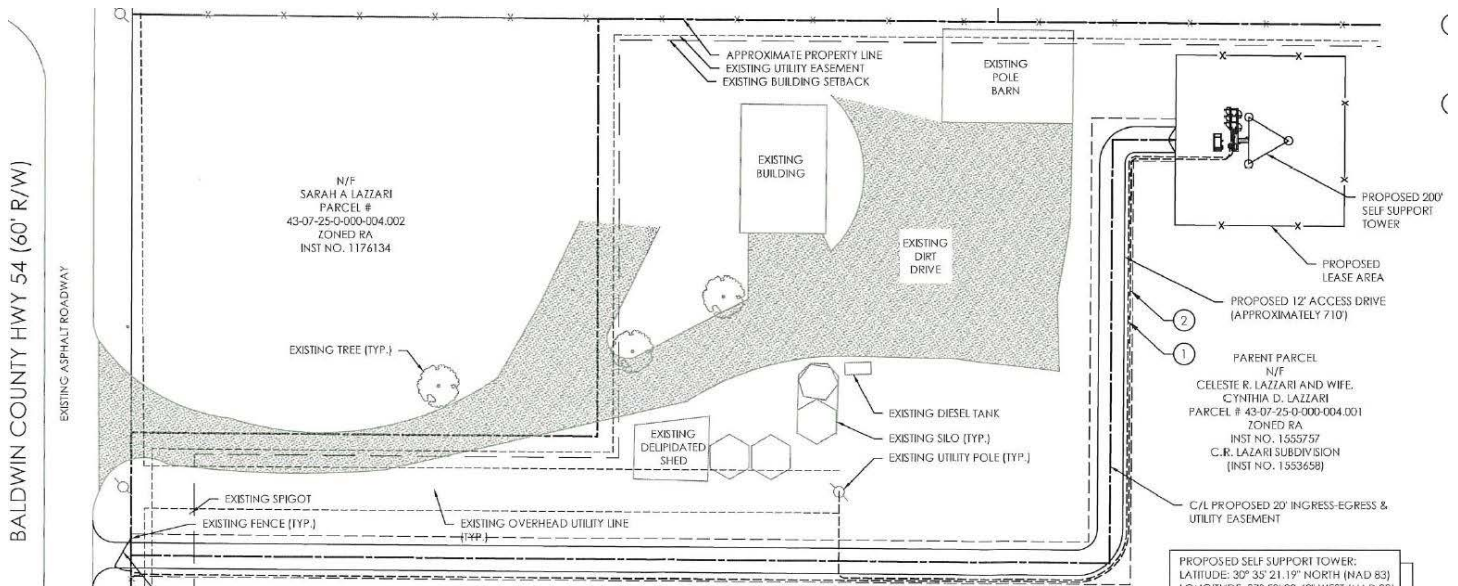 BALDWIN COUNTY HWY 54 (60' R/W)
EXISTING ASPHALT ROADWAY
N/F
SARAH A LAZZARI
PARCEL #
43-07-25-0-000-004.002
ZONED RA
INST NO. 1176134
APPROXIMATE PROPERTY LINE
EXISTING UTILITY EASEMENT
EXISTING BUILDING SETBACK
EXISTING
POLE
BARN
EXISTING
BUILDING
EXISTING
DIRT
DRIVE
PROPOSED 200'
SELF SUPPORT
TOWER
PROPOSED
LEASE AREA
PROPOSED 12' ACCESS DRIVE
(APPROXIMATELY 710')
2
1
EXISTING TREE (TYP.)
PARENT PARCEL
N/F
CELESTE R. LAZZARI AND WIFE,
CYNTHIA D. LAZZARI
PARCEL # 43-07-25-0-000-004.001
ZONED RA
INST NO. 1555757
C.R. LAZARI SUBDIVISION
(INST NO. 1553658)
EXISTING DIESEL TANK
EXISTING SILO (TYP.)
EXISTING UTILITY POLE (TYP.)
EXISTING
DELIPIDATED
SHED
EXISTING SPIGOT
EXISTING FENCE (TYP.)
EXISTING OVERHEAD UTILITY LINE
(TYP.)
C/L PROPOSED 20' INGRESS-EGRESS &
UTILITY EASEMENT
PROPOSED SELF SUPPORT TOWER:
LATITUDE: 30° 35' 21.19" NORTH (NAD 83)